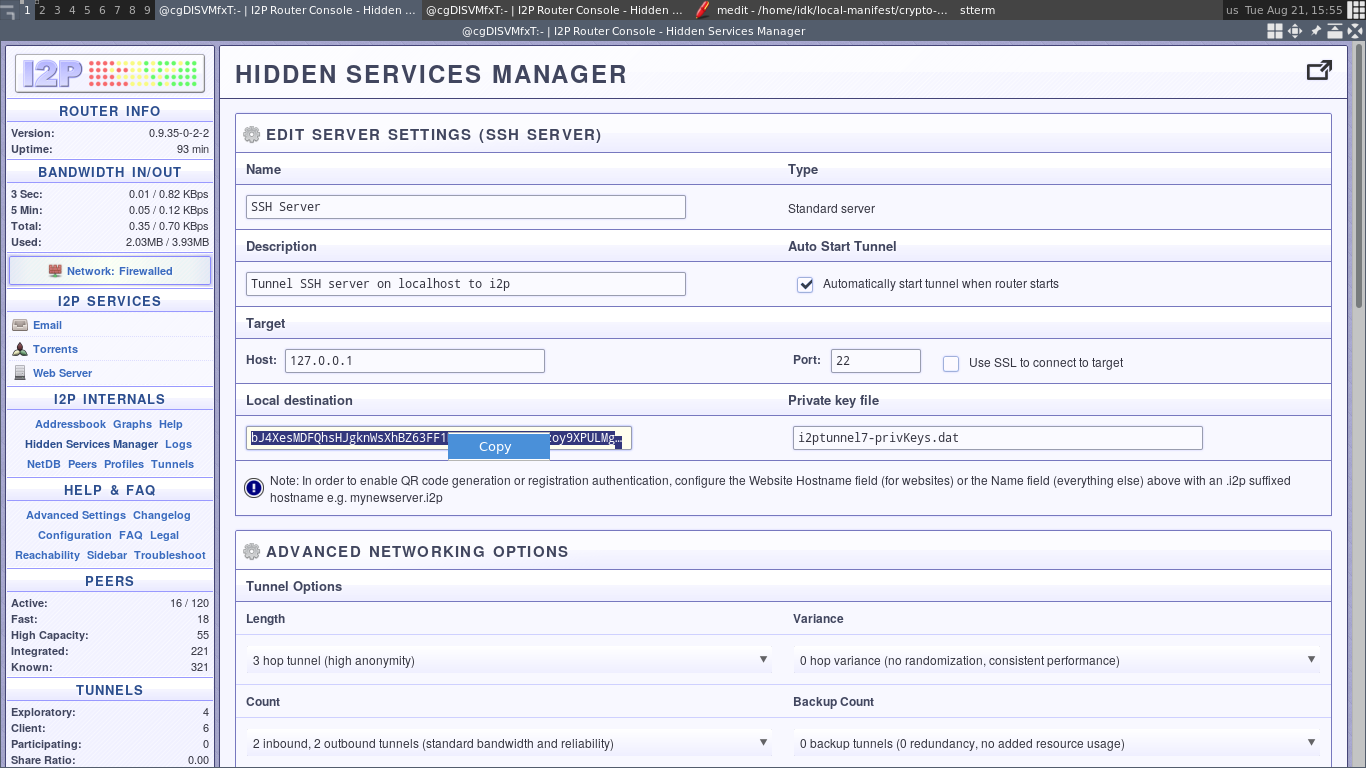 1 2 3 4 5 6 7 8 9 @cgDISVMfxT:- | I2P Router Console - Hidden ... @cgDISVMfxT:- | I2P Router Console - Hidden Se... medit - /home/idk/local-manifest/crypto-... stterm us Tue Aug 21, 15:55
@cgDISVMfxT:- | I2P Router Console - Hidden Services Manager
I2P
ROUTER INFO
Version: 0.9.35-0-2-2
Uptime: 93 min
BANDWIDTH IN/OUT
3 Sec: 0.01 / 0.82 KBps
5 Min: 0.05 / 0.12 KBps
Total: 0.35 / 0.70 KBps
Used: 2.03MB / 3.93MB
Network: Firewalled
I2P SERVICES
Email
Torrents
Web Server
I2P INTERNALS
Addressbook Graphs Help
Hidden Services Manager Logs
NetDB Peers Profiles Tunnels
HELP & FAQ
Advanced Settings Changelog
Configuration FAQ Legal
Reachability Sidebar Troubleshoot
PEERS
Active: 16 / 120
Fast: 18
High Capacity: 55
Integrated: 221
Known: 321
TUNNELS
Exploratory: 4
Client: 6
Participating: 0
Share Ratio: 0.00
HIDDEN SERVICES MANAGER
EDIT SERVER SETTINGS (SSH SERVER)
Name Type
SSH Server Standard server
Description Auto Start Tunnel
Tunnel SSH server on localhost to i2p Automatically start tunnel when router starts
Target
Host: 127.0.0.1 Port: 22 Use SSL to connect to target
Local destination Private key file
bJ4XesMDFQhsHJgknWsXhBZ63FF1 oy9XPULMg… i2ptunnel7-privKeys.dat
Copy
Note: In order to enable QR code generation or registration authentication, configure the Website Hostname field (for websites) or the Name field (everything else) above with an .i2p suffixed
hostname e.g. mynewserver.i2p
ADVANCED NETWORKING OPTIONS
Tunnel Options
Length Variance
3 hop tunnel (high anonymity) 0 hop variance (no randomization, consistent performance)
Count Backup Count
2 inbound, 2 outbound tunnels (standard bandwidth and reliability) 0 backup tunnels (0 redundancy, no added resource usage)